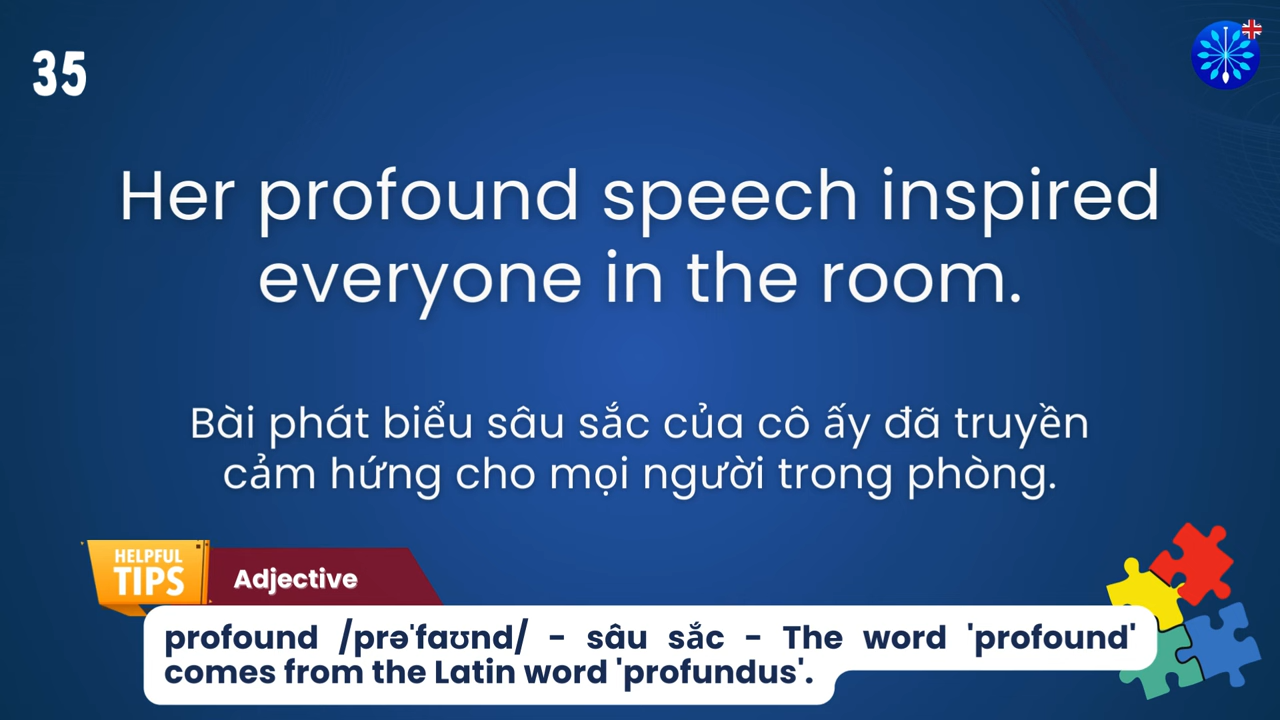 35
Her profound speech inspired
everyone in the room.
Bài phát biểu sâu sắc của cô ấy đã truyền
cảm hứng cho mọi người trong phòng.
HELPFUL
TIPS
Adjective
profound /prəˈfaʊnd/ - sâu sắc - The word 'profound'
comes from the Latin word 'profundus'.